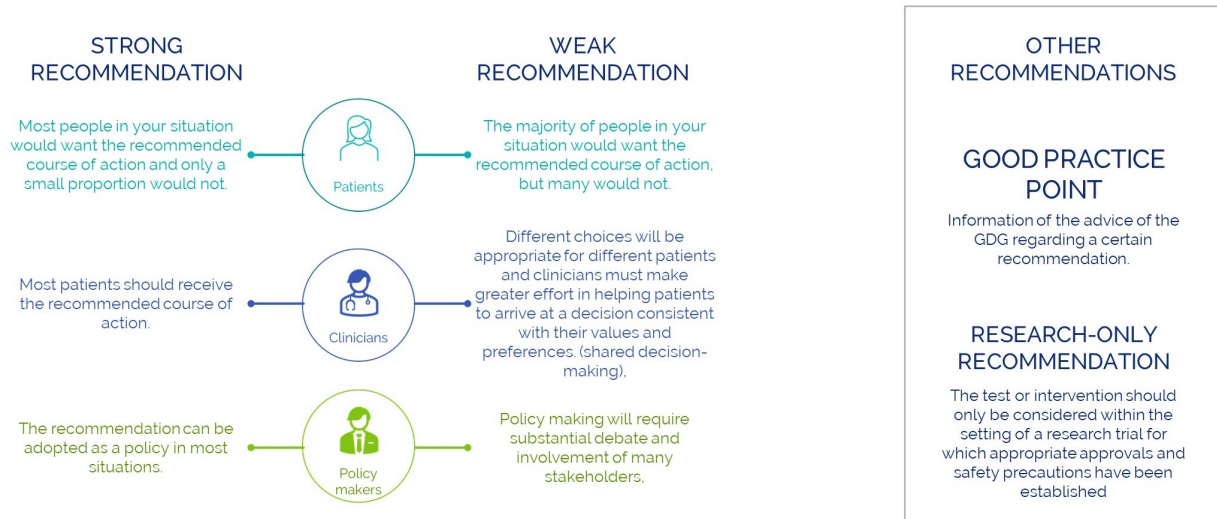 STRONG
RECOMMENDATION
WEAK
RECOMMENDATION
Most people in your situation
would want the recommended
course of action and only a
small proportion would not.
Patients
The majority of people in your
situation would want the
recommended course of action,
but many would not.
Most patients should receive
the recommended course of
action.
Clinicians
Different choices will be
appropriate for different patients
and clinicians must make
greater effort in helping patients
to arrive at a decision consistent
with their values and
preferences. (shared decision-
making),
The recommendation can be
adopted as a policy in most
situations.
Policy
makers
Policy making will require
substantial debate and
involvement of many
stakeholders,
OTHER
RECOMMENDATIONS
GOOD PRACTICE
POINT
Information of the advice of the
GDG regarding a certain
recommendation.
RESEARCH-ONLY
RECOMMENDATION
The test or intervention should
only be considered within the
setting of a research trial for
which appropriate approvals and
safety precautions have been
established